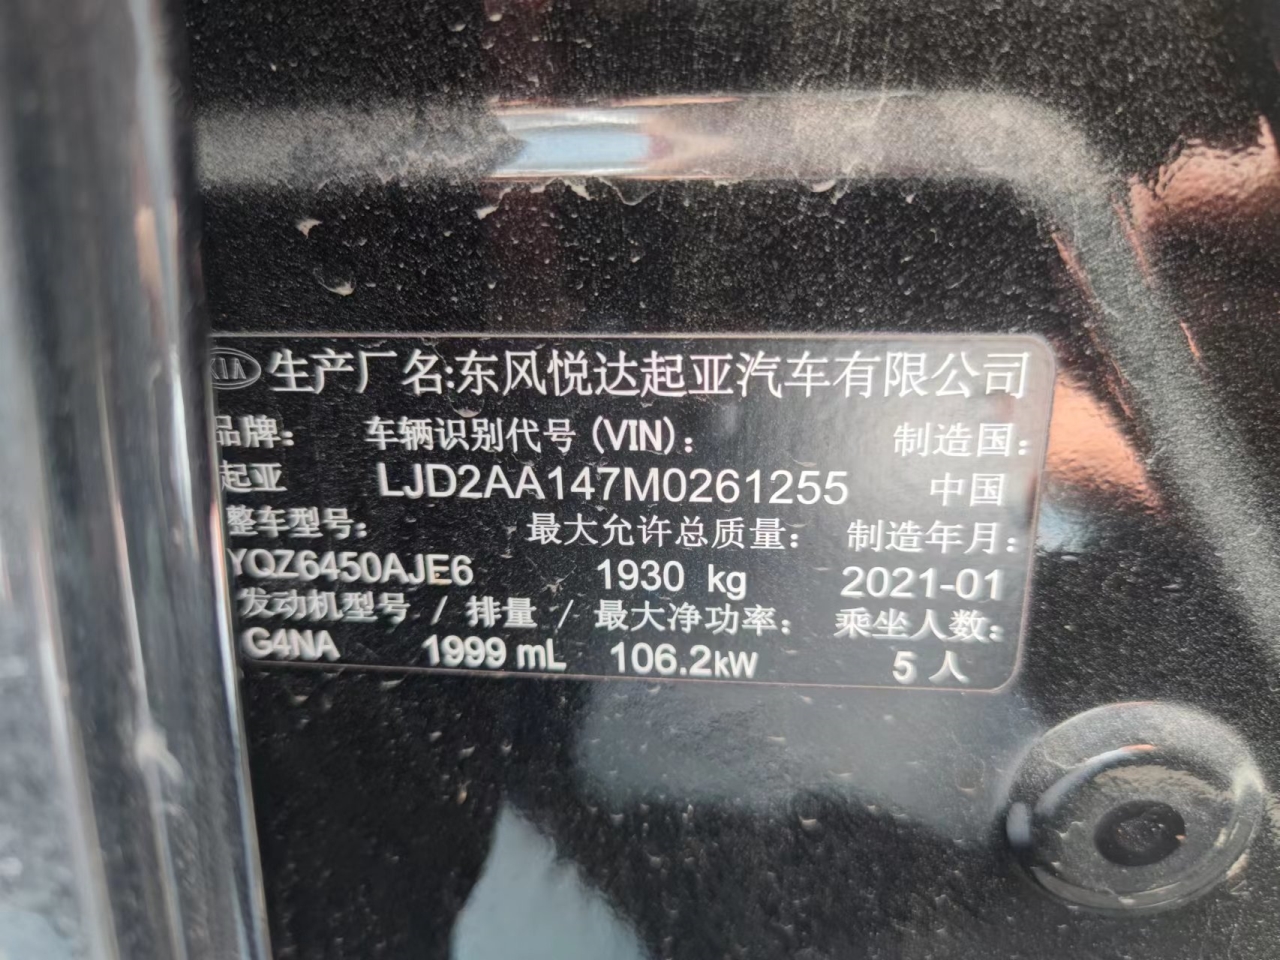 KIA 生产厂名:东风悦达起亚汽车有限公司
品牌: 车辆识别代号(VIN): 制造国:
起亚 LJD2AA147M0261255 中国
整车型号: 最大允许总质量: 制造年月:
YQZ6450AJE6 1930 kg 2021-01
发动机型号 / 排量 / 最大净功率: 乘坐人数:
G4NA 1999 mL 106.2kW 5 人